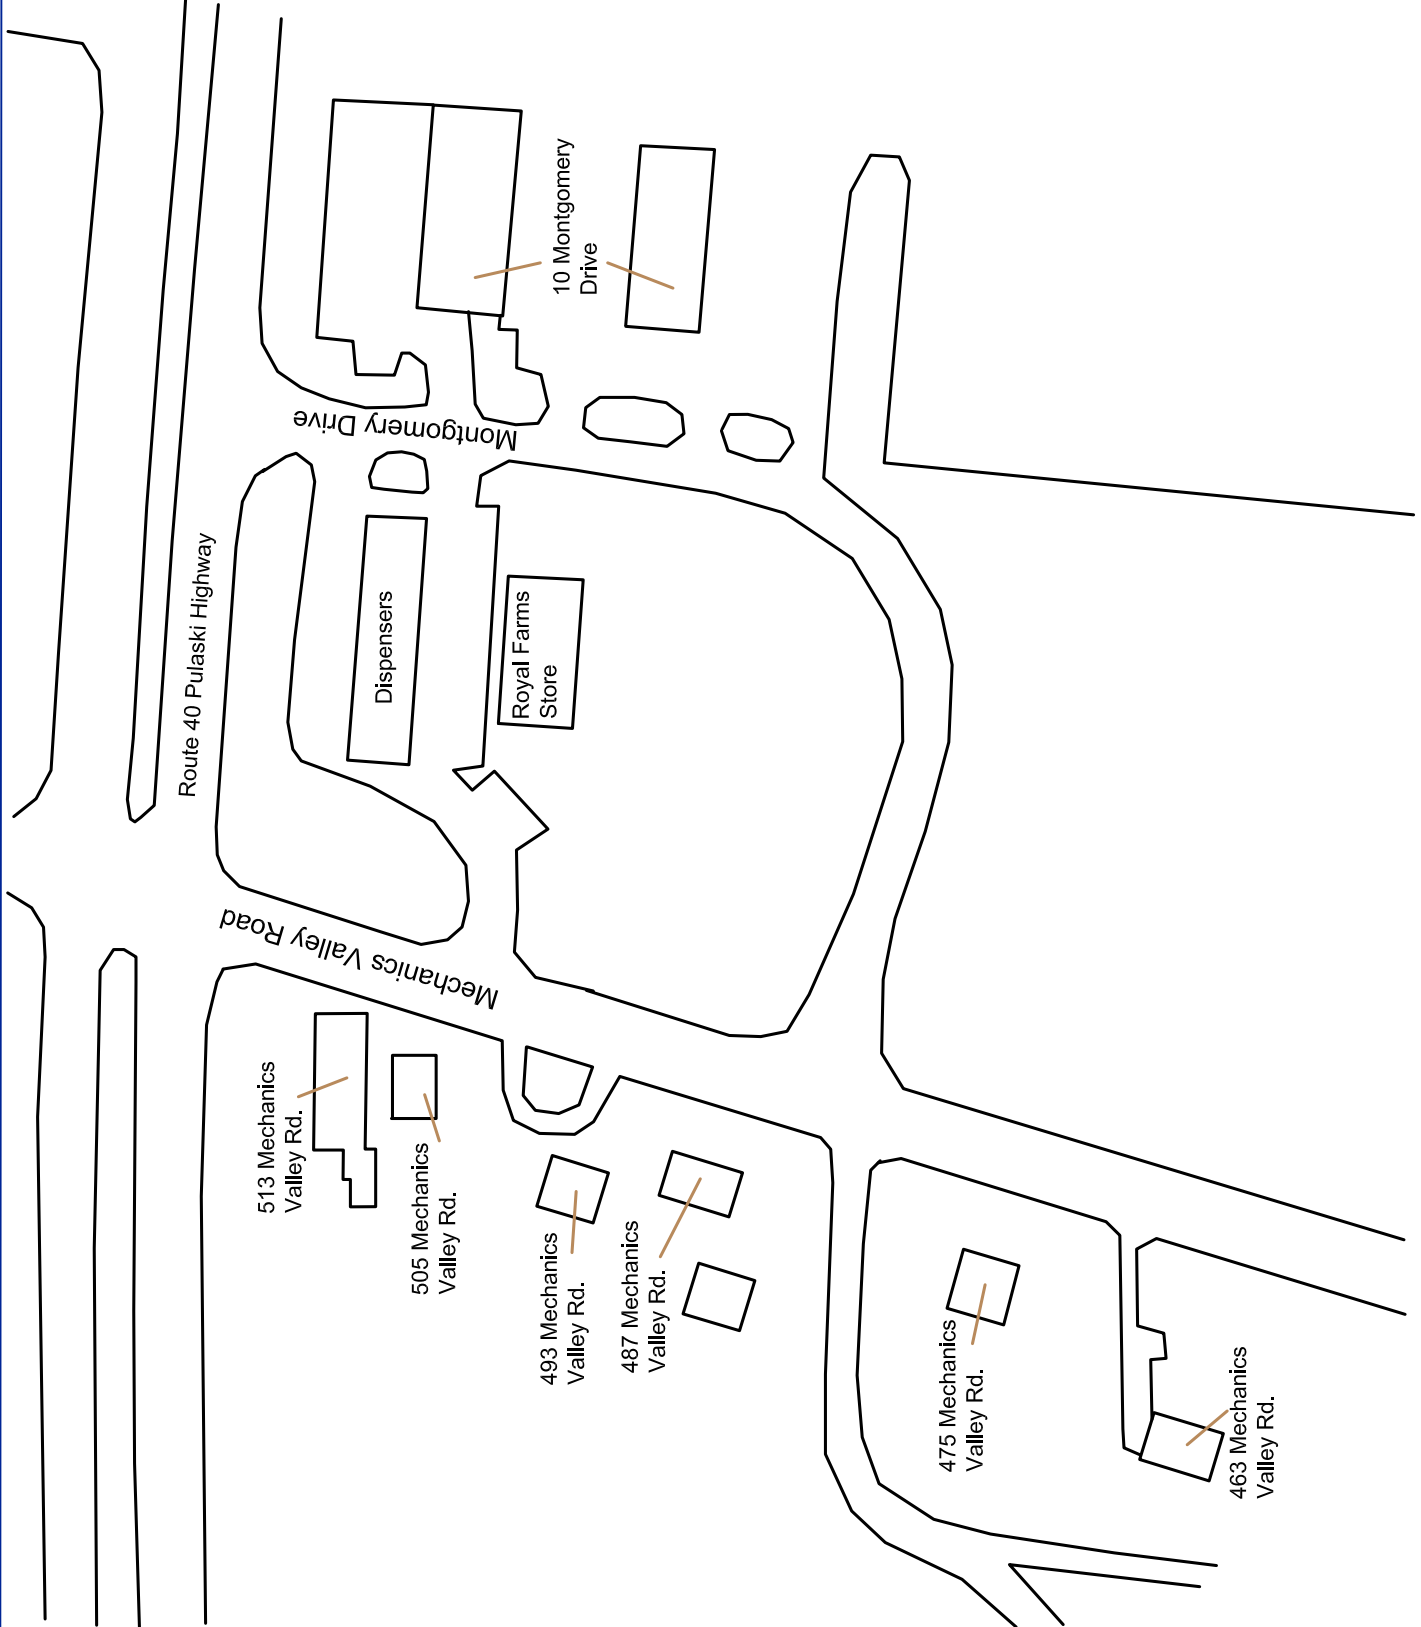 10 Montgomery
Drive
Montgomery Drive
Route 40 Pulaski Highway
Dispensers
Royal Farms
Store
Mechanics Valley Road
513 Mechanics
Valley Rd.
505 Mechanics
Valley Rd.
493 Mechanics
Valley Rd.
487 Mechanics
Valley Rd.
475 Mechanics
Valley Rd.
463 Mechanics
Valley Rd.